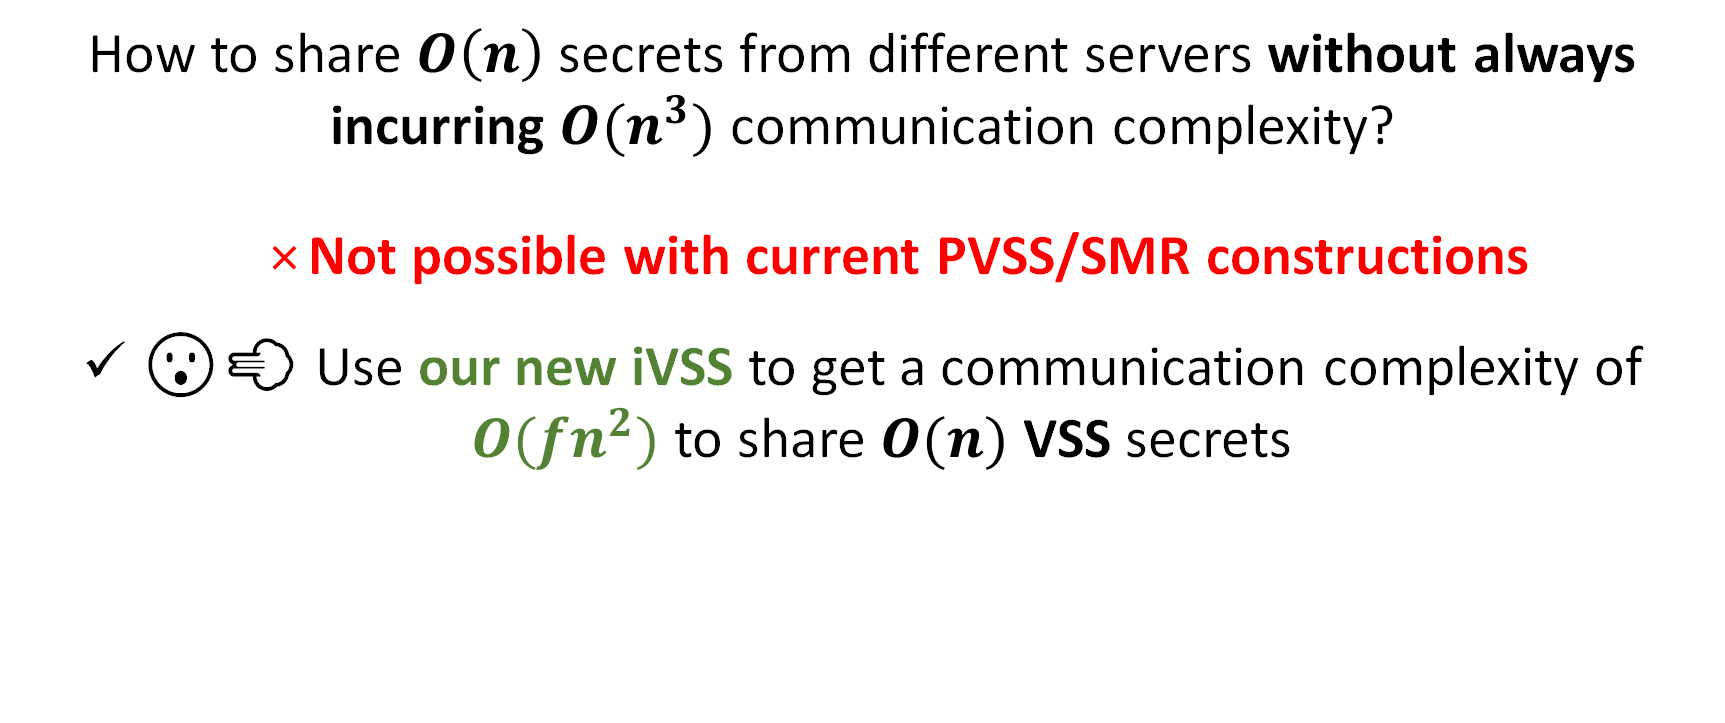 How to share O(n) secrets from different servers without always
incurring O(n³) communication complexity?
× Not possible with current PVSS/SMR constructions
✓ 😮💨 Use our new iVSS to get a communication complexity of
O(fn²) to share O(n) VSS secrets